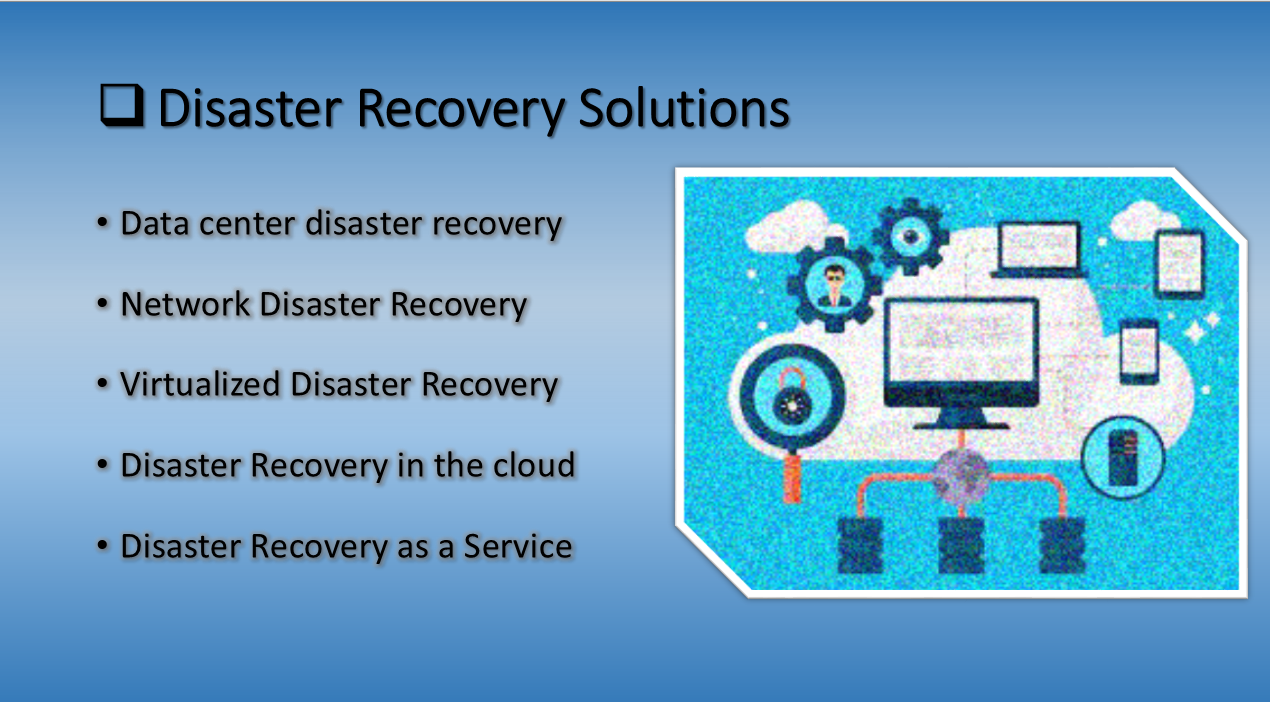 ❑ Disaster Recovery Solutions
• Data center disaster recovery
• Network Disaster Recovery
• Virtualized Disaster Recovery
• Disaster Recovery in the cloud
• Disaster Recovery as a Service